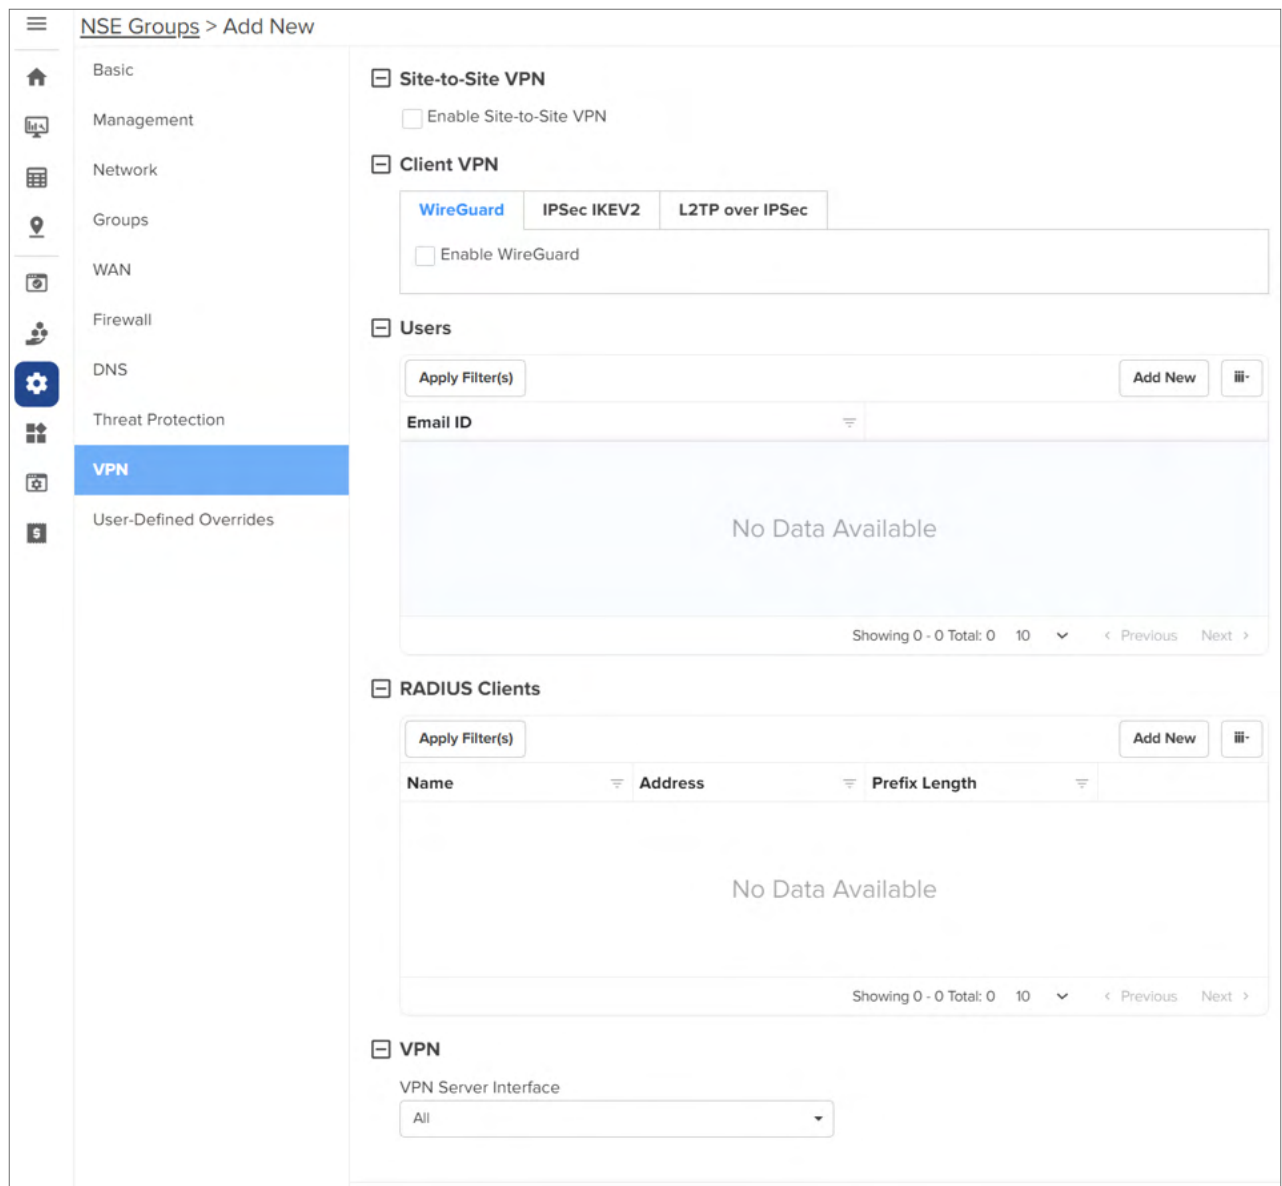 NSE Groups > Add New
Basic
Management
Network
Groups
WAN
Firewall
DNS
Threat Protection
VPN
User-Defined Overrides
Site-to-Site VPN
Enable Site-to-Site VPN
Client VPN
WireGuard IPSec IKEV2 L2TP over IPSec
Enable WireGuard
Users
Apply Filter(s) Add New
Email ID
No Data Available
Showing 0 - 0 Total: 0 10 < Previous Next >
RADIUS Clients
Apply Filter(s) Add New
Name Address Prefix Length
No Data Available
Showing 0 - 0 Total: 0 10 < Previous Next >
VPN
VPN Server Interface
All